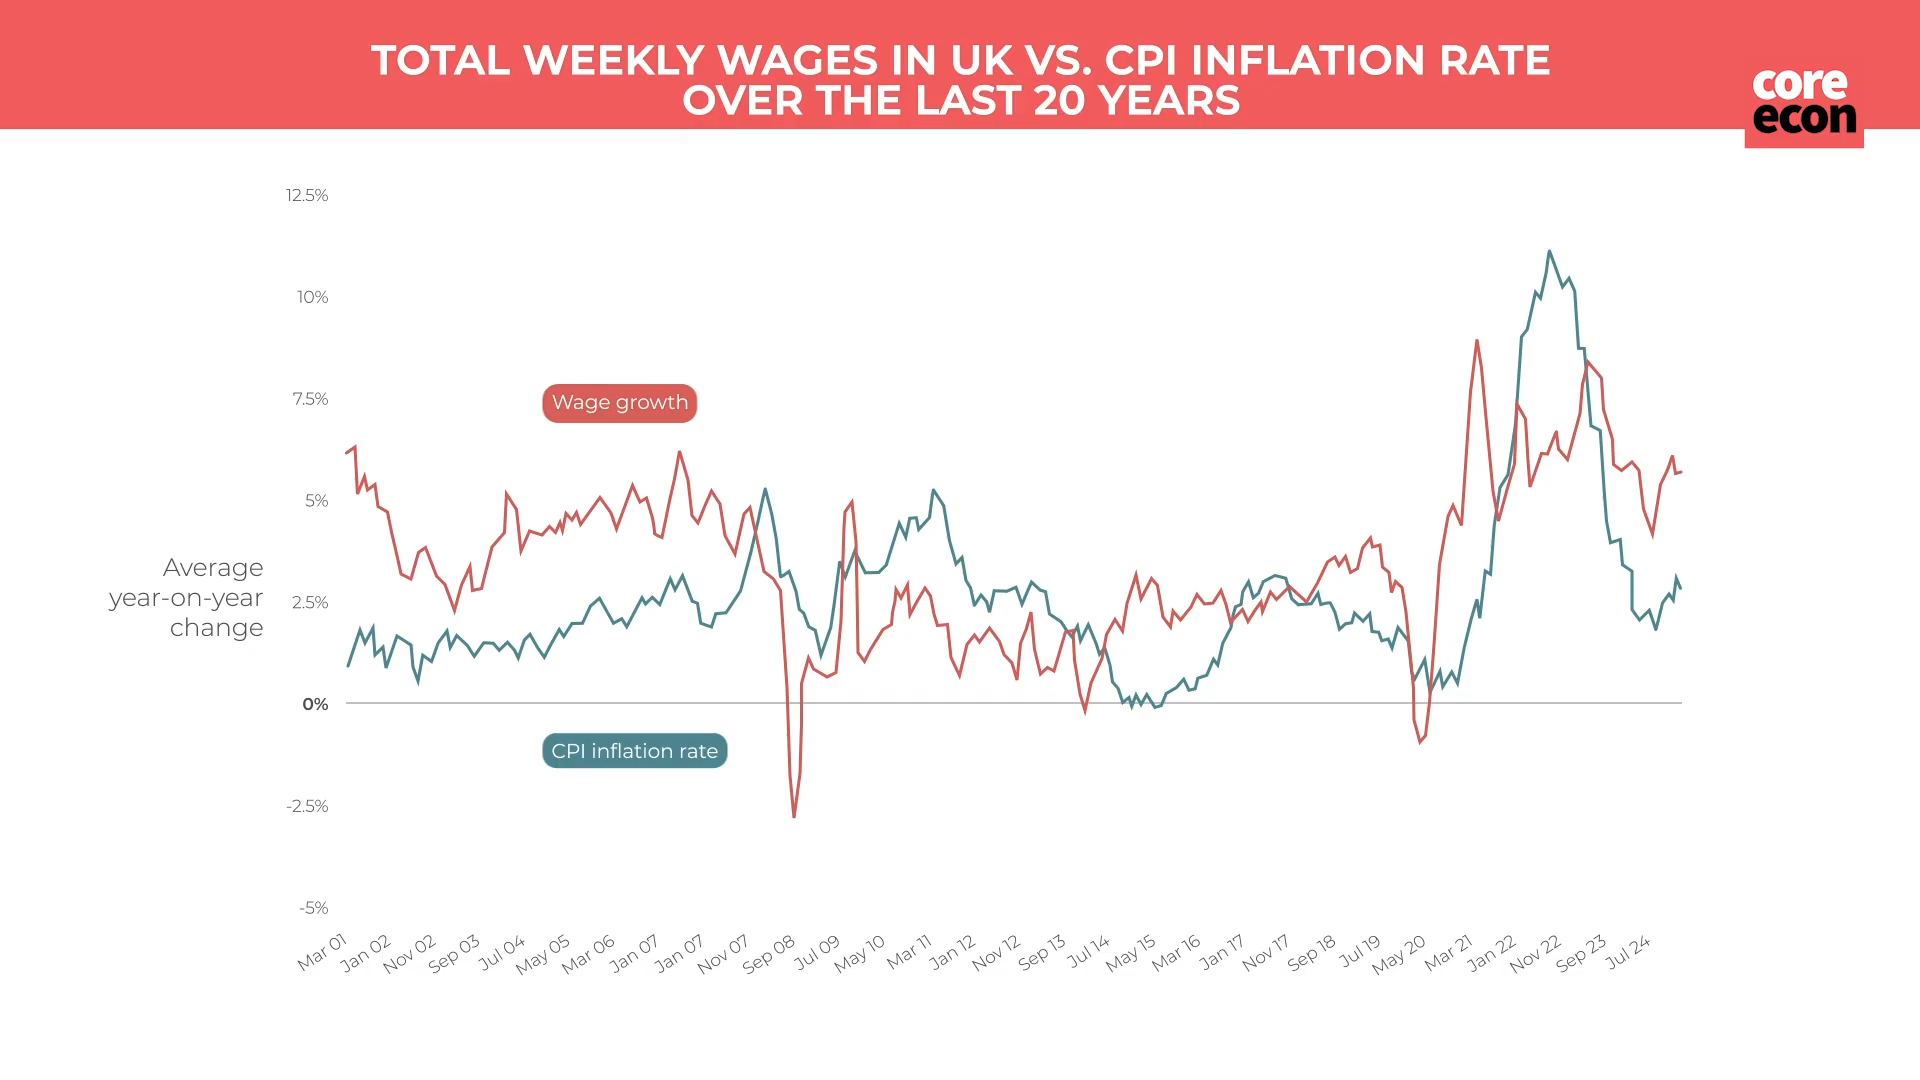 TOTAL WEEKLY WAGES IN UK VS. CPI INFLATION RATE
OVER THE LAST 20 YEARS
core
econ
12.5%
10%
7.5%
5%
2.5%
0%
-2.5%
-5%
Average
year-on-year
change
Wage growth
CPI inflation rate
Mar 01
Jan 02
Nov 02
Sep 03
Jul 04
May 05
Mar 06
Jan 07
Jan 07
Nov 07
Sep 08
Jul 09
May 10
Mar 11
Jan 12
Nov 12
Sep 13
Jul 14
May 15
Mar 16
Jan 17
Nov 17
Sep 18
Jul 19
May 20
Mar 21
Jan 22
Nov 22
Sep 23
Jul 24